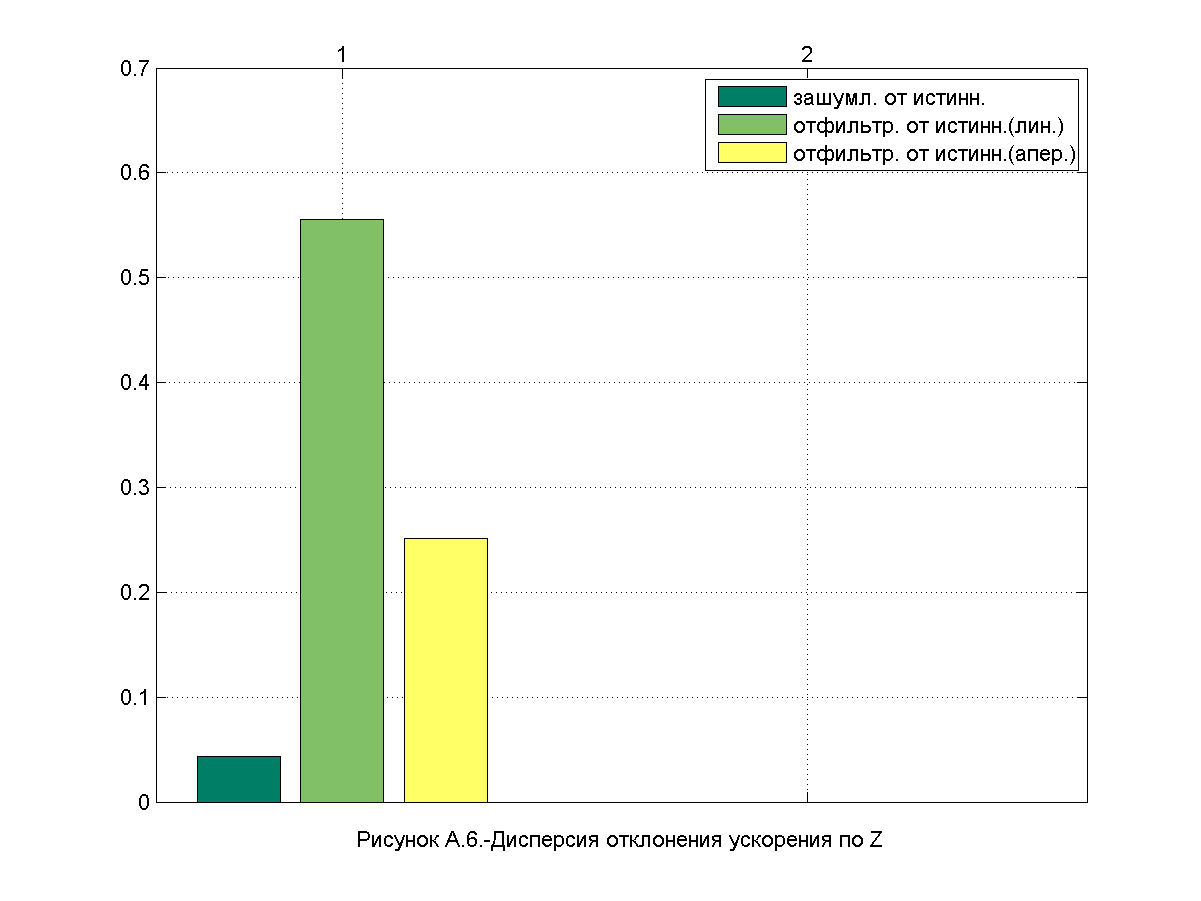 1 2
0.7
0.6
0.5
0.4
0.3
0.2
0.1
0
зашумл. от истинн.
отфильтр. от истинн.(лин.)
отфильтр. от истинн.(апер.)
Рисунок А.6.-Дисперсия отклонения ускорения по Z